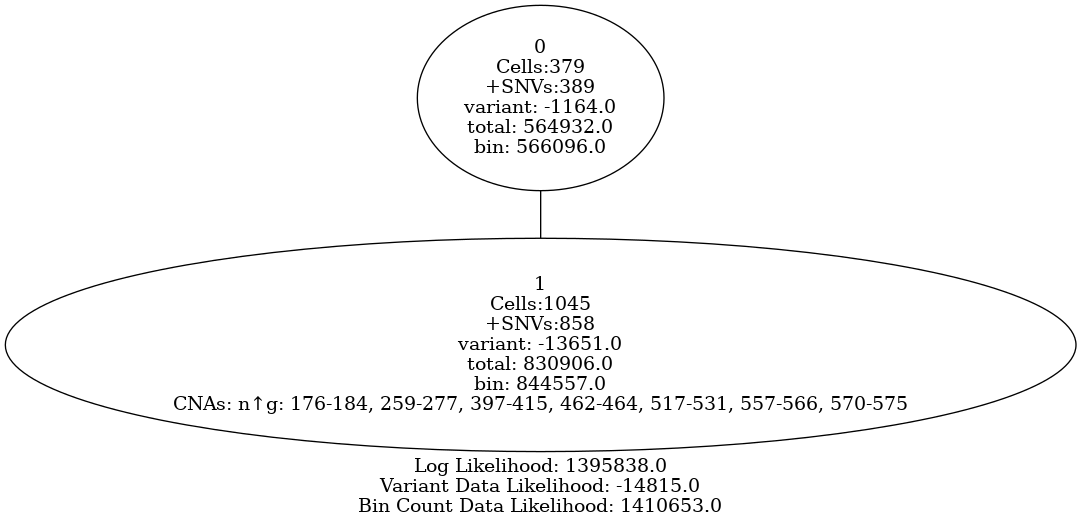 0
Cells:379
+SNVs:389
variant: -1164.0
total: 564932.0
bin: 566096.0
1
Cells:1045
+SNVs:858
variant: -13651.0
total: 830906.0
bin: 844557.0
CNAs: n↑g: 176-184, 259-277, 397-415, 462-464, 517-531, 557-566, 570-575
Log Likelihood: 1395838.0
Variant Data Likelihood: -14815.0
Bin Count Data Likelihood: 1410653.0